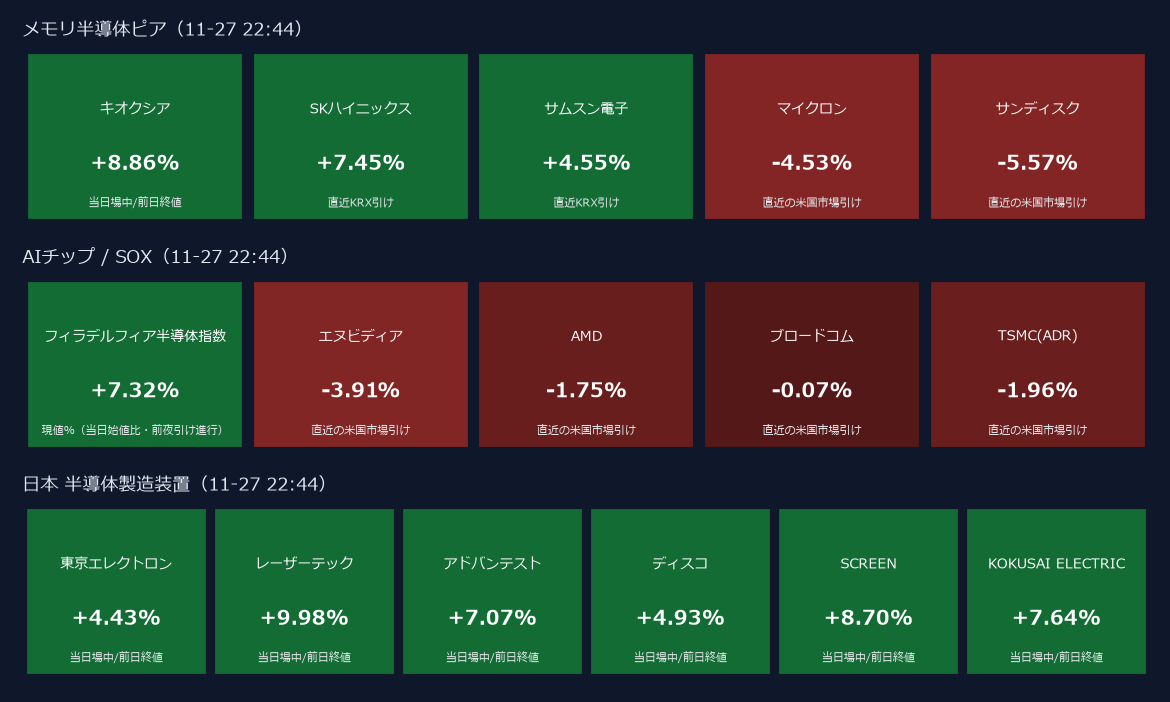 メモリ半導体ピア（11-27 22:44）
キオクシア
+8.86%
当日場中/前日終値
SKハイニックス
+7.45%
直近KRX引け
サムスン電子
+4.55%
直近KRX引け
マイクロン
-4.53%
直近の米国市場引け
サンディスク
-5.57%
直近の米国市場引け
AIチップ / SOX（11-27 22:44）
フィラデルフィア半導体指数
+7.32%
現値%（当日始値比・前夜引け進行）
エヌビディア
-3.91%
直近の米国市場引け
AMD
-1.75%
直近の米国市場引け
ブロードコム
-0.07%
直近の米国市場引け
TSMC(ADR)
-1.96%
直近の米国市場引け
日本 半導体製造装置（11-27 22:44）
東京エレクトロン
+4.43%
当日場中/前日終値
レーザーテック
+9.98%
当日場中/前日終値
アドバンテスト
+7.07%
当日場中/前日終値
ディスコ
+4.93%
当日場中/前日終値
SCREEN
+8.70%
当日場中/前日終値
KOKUSAI ELECTRIC
+7.64%
当日場中/前日終値